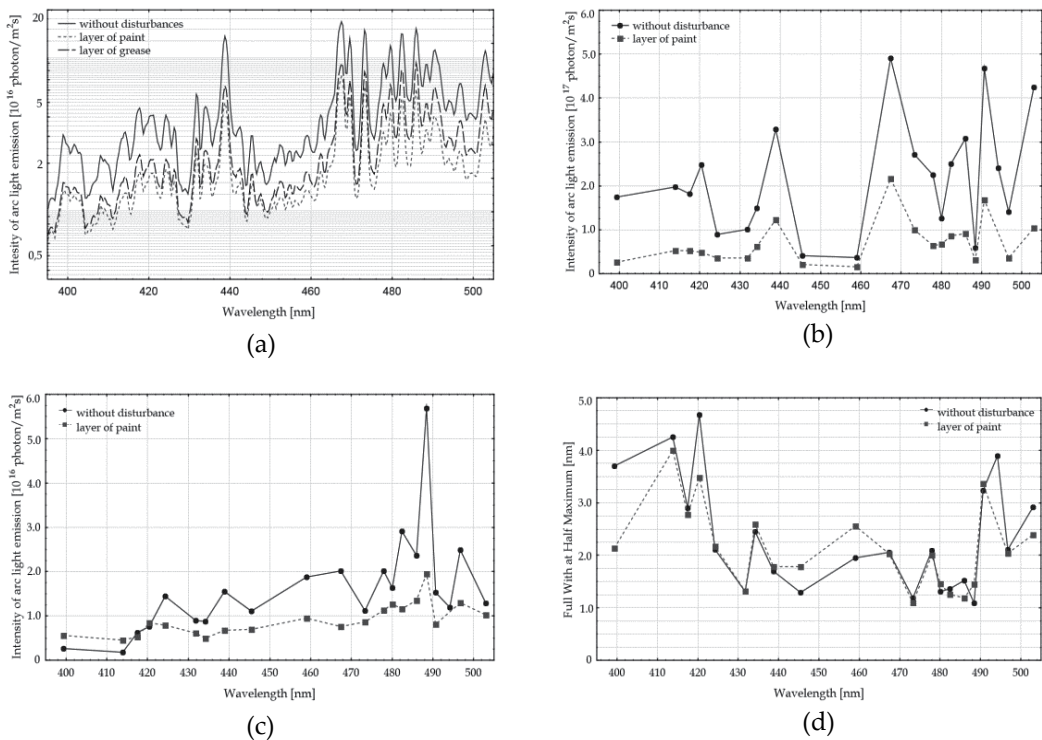 20
5
2
0,5
400 420 440 460 480 500
Wavelength [nm]
Intesity of arc light emission [10 16 photon/ m2s]
without disturbances
layer of paint
layer of grease
(a)
6.0
5.0
4.0
3.0
2.0
1.0
0
400 410 420 430 440 450 460 470 480 490 500
Wavelength [nm]
Intensity of arc light emission [10 17 photon/ m2s]
without disturbance
layer of paint
(b)
6.0
5.0
3.0
2.0
1.0
0
400 410 420 430 440 450 460 470 480 490 500
Wavelength [nm]
Intensity of arc light emission [10 16 photon/ m2s]
without disturbance
layer of paint
(c)
5.0
4.0
3.0
2.0
1.0
0
400 410 420 430 440 450 460 470 480 490 500
Wavelength [nm]
Full With at Half Maximum [nm]
without disturbance
layer of paint
(d)